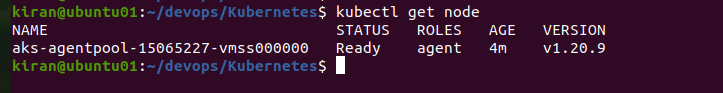 kiran@ubuntu01:~/devops/Kubernetes$ kubectl get node
NAME STATUS ROLES AGE VERSION
aks-agentpool-15065227-vmss000000 Ready agent 4m v1.20.9
kiran@ubuntu01:~/devops/Kubernetes$